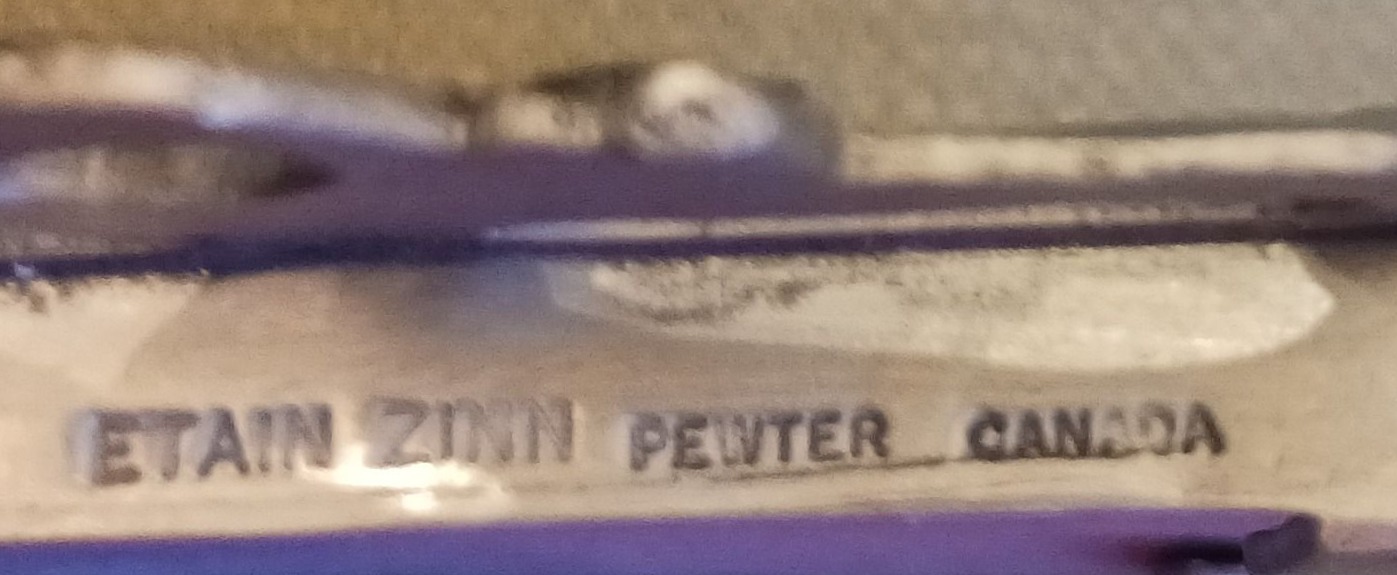 ETAIN ZINN PEWTER CANADA